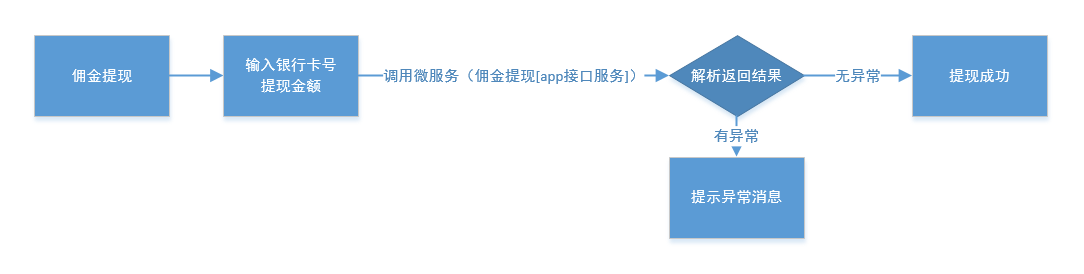 佣金提现
输入银行卡号
提现金额
调用微服务（佣金提现[app接口服务]）
解析返回结果
无异常
提现成功
有异常
提示异常消息